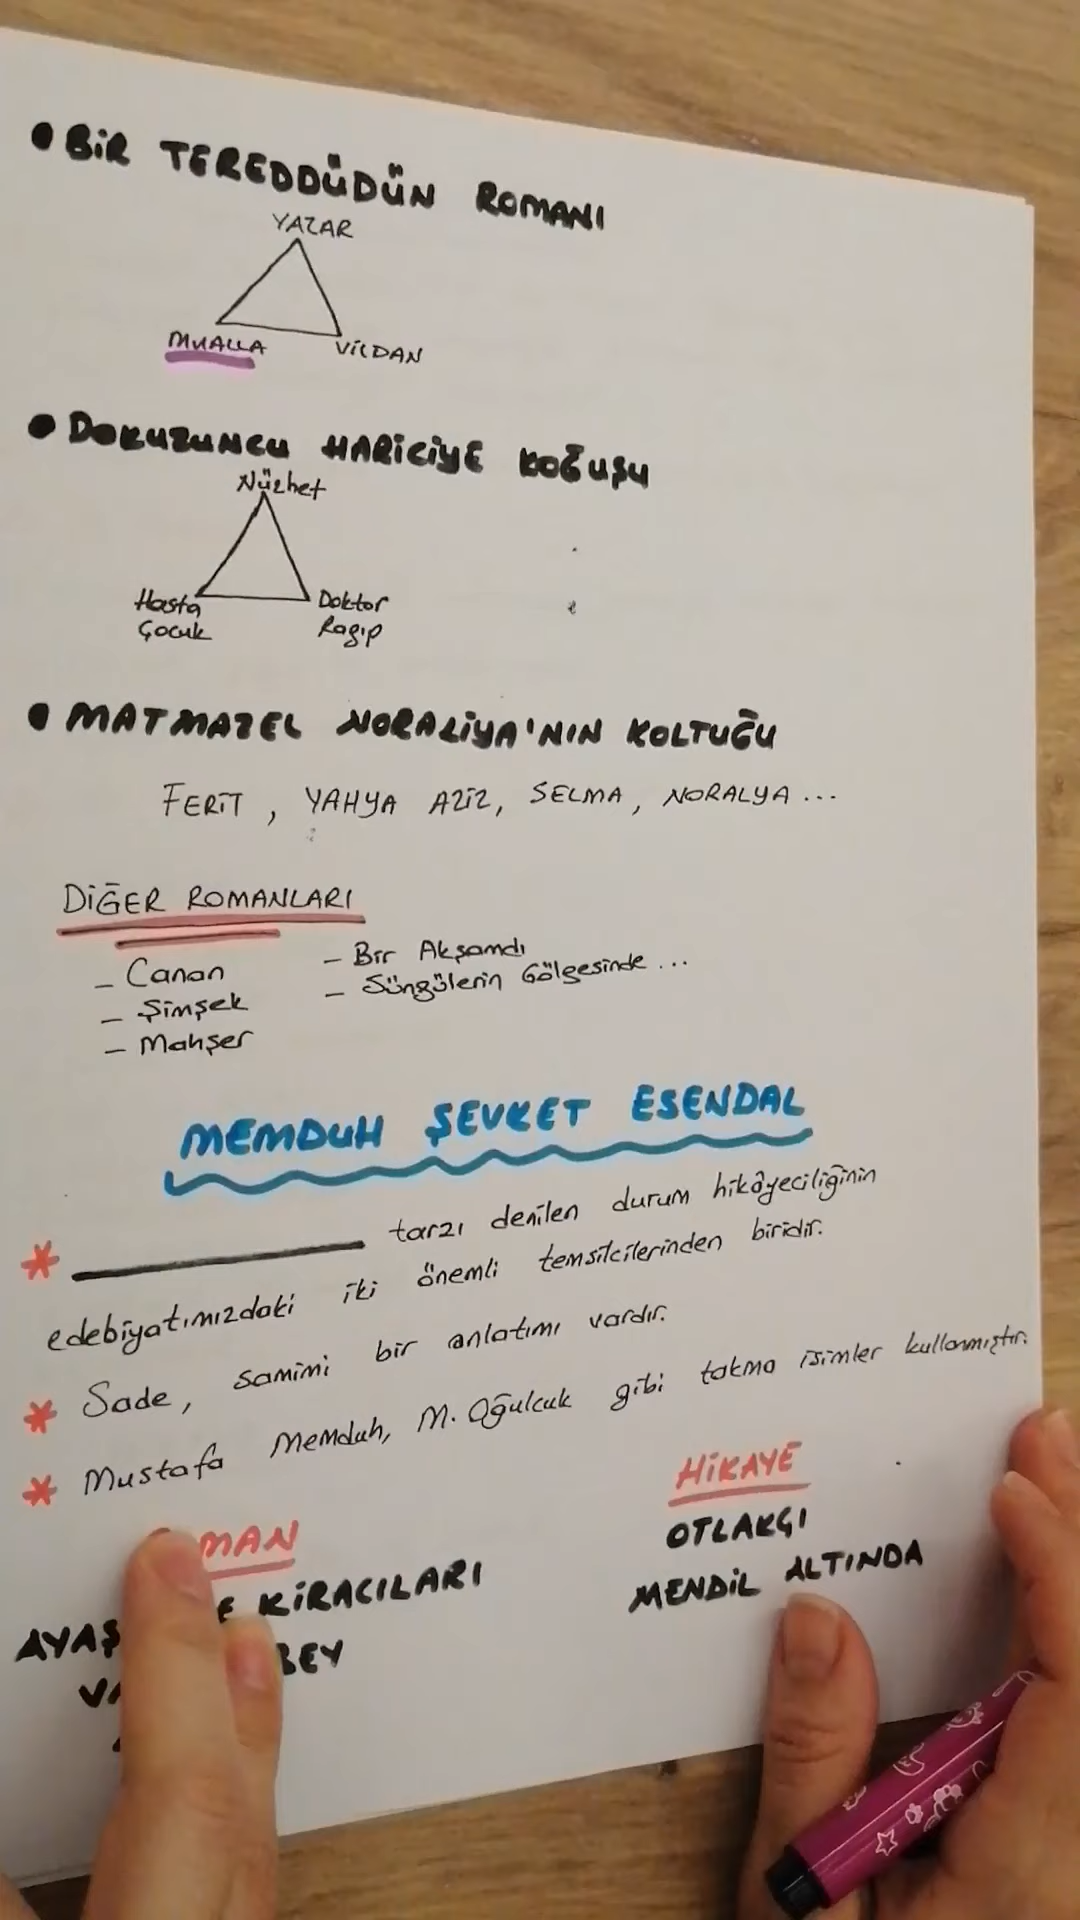 • BİR TEREDDÜDÜN ROMANI
YAZAR
MUALLA
VİLDAN
• DOKUZUNCU HARİCİYE KOĞUŞU
Nüzhet
Hasta
Çocuk
Doktor
Ragıp
• MATMAZEL NORALİYA'NIN KOLTUĞU
FERİT, YAHYA AZİZ, SELMA, NORALYA...
DİĞER ROMANLARI
- Canan
- Şimşek
- Mahşer
- Bir Akşamdı
- Süngülerin Gölgesinde...
MEMDUH ŞEVKET ESENDAL
* ________ tarzı denilen durum hikâyeciliğinin
edebiyatımızdaki iki önemli temsilcilerinden biridir.
* Sade, samimi bir anlatımı vardır.
* Mustafa Memduh, M. Oğulcuk gibi takma isimler kullanmıştır.
MAN
AYAŞ E KİRACILARI
BEY
HİKAYE
OTLAKÇI
MENDİL ALTINDA